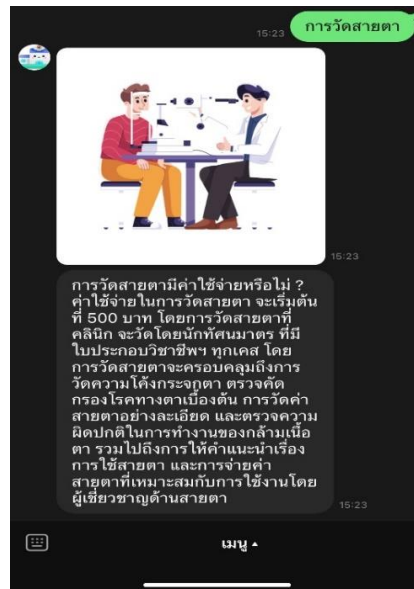 การวัดสายตา
15:23
15:23
การวัดสายตามีค่าใช้จ่ายหรือไม่ ?
ค่าใช้จ่ายในการวัดสายตา จะเริ่มต้น
ที่ 500 บาท โดยการวัดสายตาที่
คลินิก จะวัดโดยนักทัศนมาตร ที่มี
ใบประกอบวิชาชีพฯ ทุกเคส โดย
การวัดสายตาจะครอบคลุมถึงการ
วัดความโค้งกระจกตา ตรวจคัด
กรองโรคทางตาเบื้องต้น การวัดค่า
สายตาอย่างละเอียด และตรวจความ
ผิดปกติในการทำงานของกล้ามเนื้อ
ตา รวมไปถึงการให้คำแนะนำเรื่อง
การใช้สายตา และการจ่ายค่า
สายตาที่เหมาะสมกับการใช้งานโดย
ผู้เชี่ยวชาญด้านสายตา
15:23
เมนู